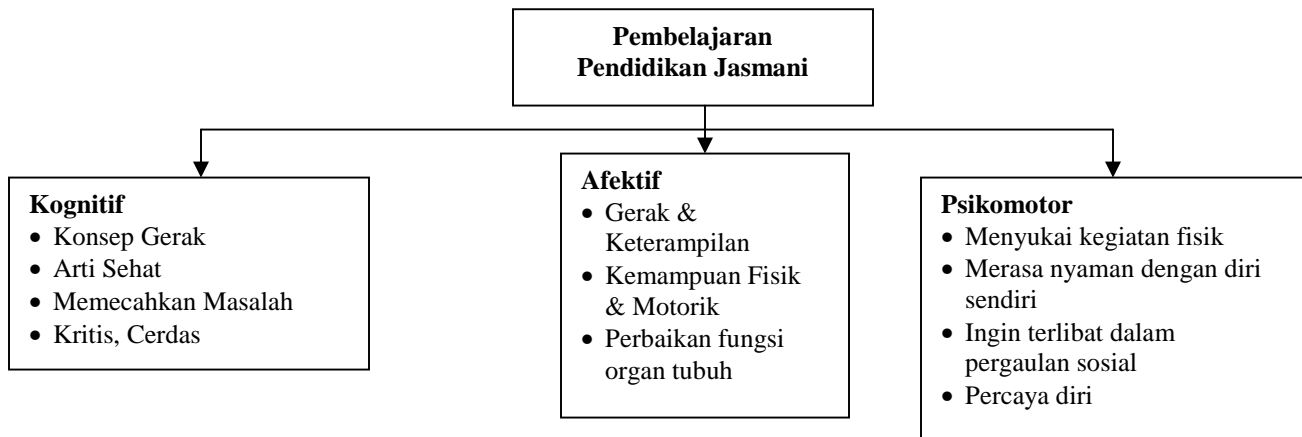 Pembelajaran
Pendidikan Jasmani
Kognitif
• Konsep Gerak
• Arti Sehat
• Memecahkan Masalah
• Kritis, Cerdas
Afektif
• Gerak &
Keterampilan
• Kemampuan Fisik
& Motorik
• Perbaikan fungsi
organ tubuh
Psikomotor
• Menyukai kegiatan fisik
• Merasa nyaman dengan diri
sendiri
• Ingin terlibat dalam
pergaulan sosial
• Percaya diri